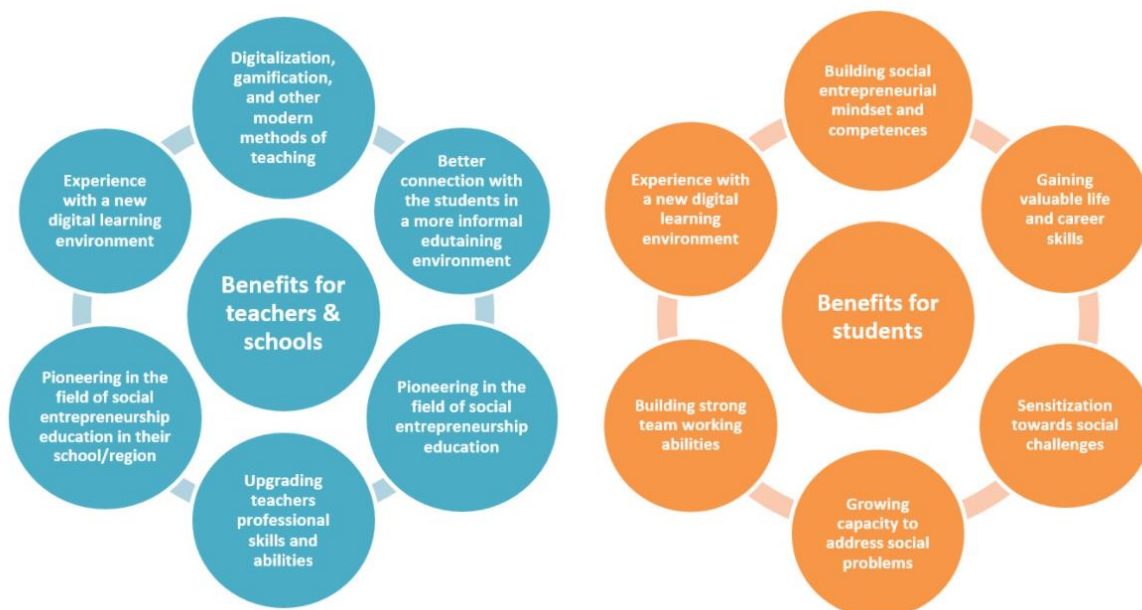 Digitalization,
gamification,
and other
modern
methods of
teaching
Better
connection with
the students in
a more informal
edutaining
environment
Pioneering in the
field of social
entrepreneurship
education
Upgrading
teachers
professional
skills and
abilities
Pioneering in the
field of social
entrepreneurship
education in their
school/region
Experience
with a new
digital learning
environment
Benefits for
teachers &
schools
Building social
entrepreneurial
mindset and
competences
Gaining
valuable life
and career
skills
Sensitization
towards social
challenges
Growing
capacity to
address social
problems
Building strong
team working
abilities
Experience with
a new digital
learning
environment
Benefits for
students